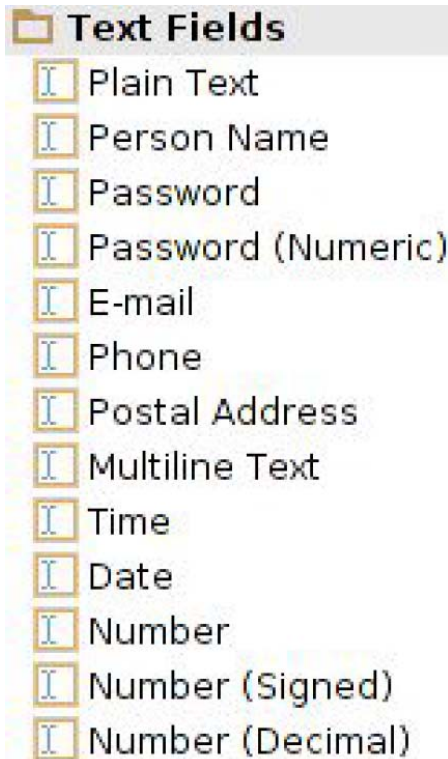 Text Fields
Plain Text
Person Name
Password
Password (Numeric)
E-mail
Phone
Postal Address
Multiline Text
Time
Date
Number
Number (Signed)
Number (Decimal)